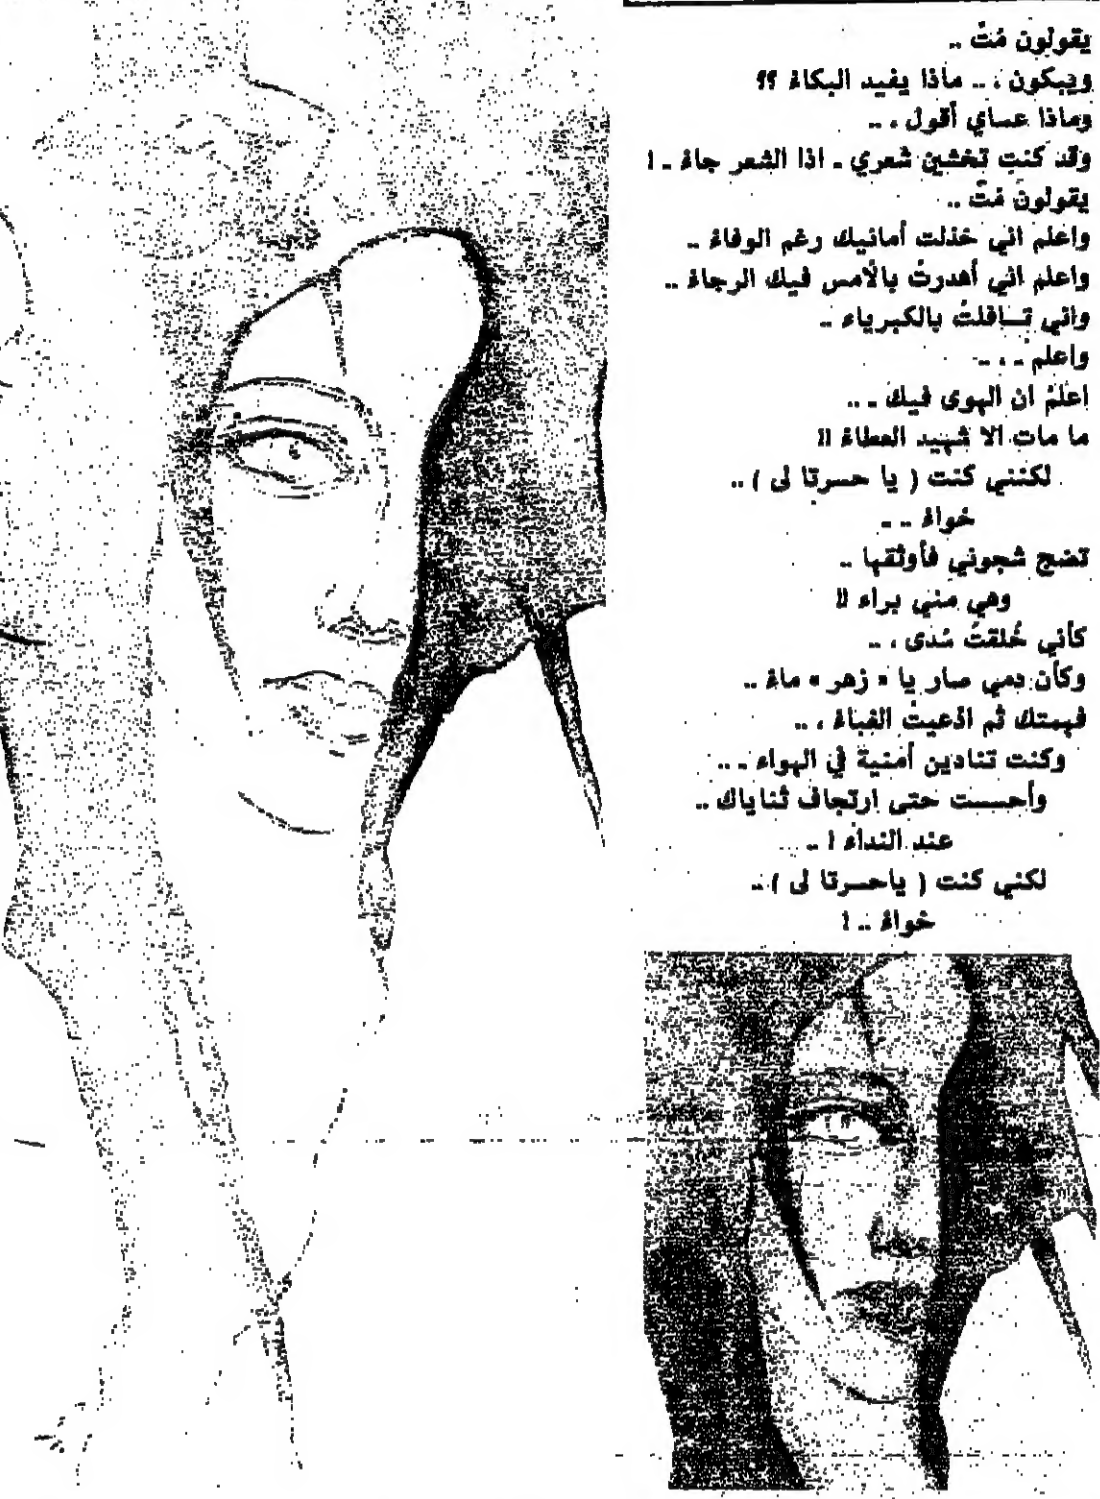 يقولون مُتّ ..
ويبكون ، .. ماذا يفيد البكاءُ ؟؟
وماذا عساي أقول ، ..
وقد كنتِ تخشين شعري ـ اذا الشعر جاءُ ـ !
يقولونَ مُتّ ..
واعلم اني خذلت أمانيك رغم الوفاءُ ..
واعلم اني أهدرتُ بالأمس فيك الرجاءُ ..
واني تـثاقلتُ بالكبرياء ..
واعلم ـ . ..
اعلمُ ان الهوى فيك ـ ..
ما مات الا شهيد العطاءُ !!
لكنني كنت ( يا حسرتا لى ) ..
خواءُ .. ..
تضج شجوني فأوثقها ..
وهي مني براء !!
كأني خُلقتُ سُدى ، ..
وكأن دمي صار يا « زهر » ماءُ ..
فهمتك ثم ادّعيتُ الغباءُ ، ..
وكنت تنادين أمنية في الهواء ـ ..
وأحسست حتى ارتجاف ثناياك ..
عند النداءُ ! ..
لكني كنت ( ياحسرتا لى ) ..
خواءُ .. !